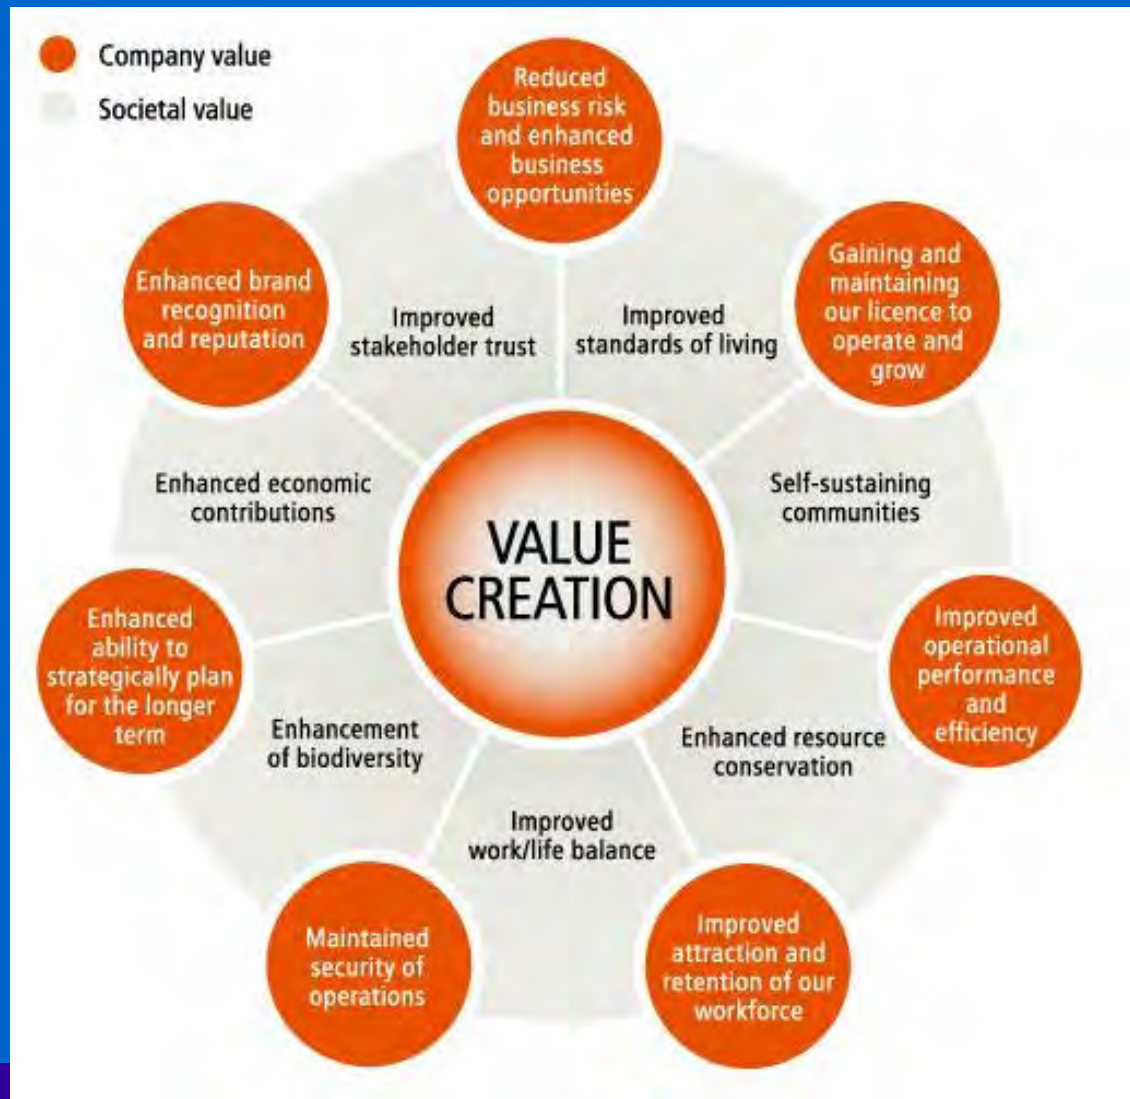 Company value
Societal value
Reduced
business risk
and enhanced
business
opportunities
Gaining and
maintaining
our licence to
operate and
grow
Enhanced brand
recognition
and reputation
Improved
stakeholder trust
Improved
standards of living
Enhanced economic
contributions
Self-sustaining
communities
VALUE
CREATION
Enhanced
ability to
strategically plan
for the longer
term
Improved
operational
performance
and
efficiency
Enhancement
of biodiversity
Enhanced resource
conservation
Improved
work/life balance
Maintained
security of
operations
Improved
attraction and
retention of our
workforce